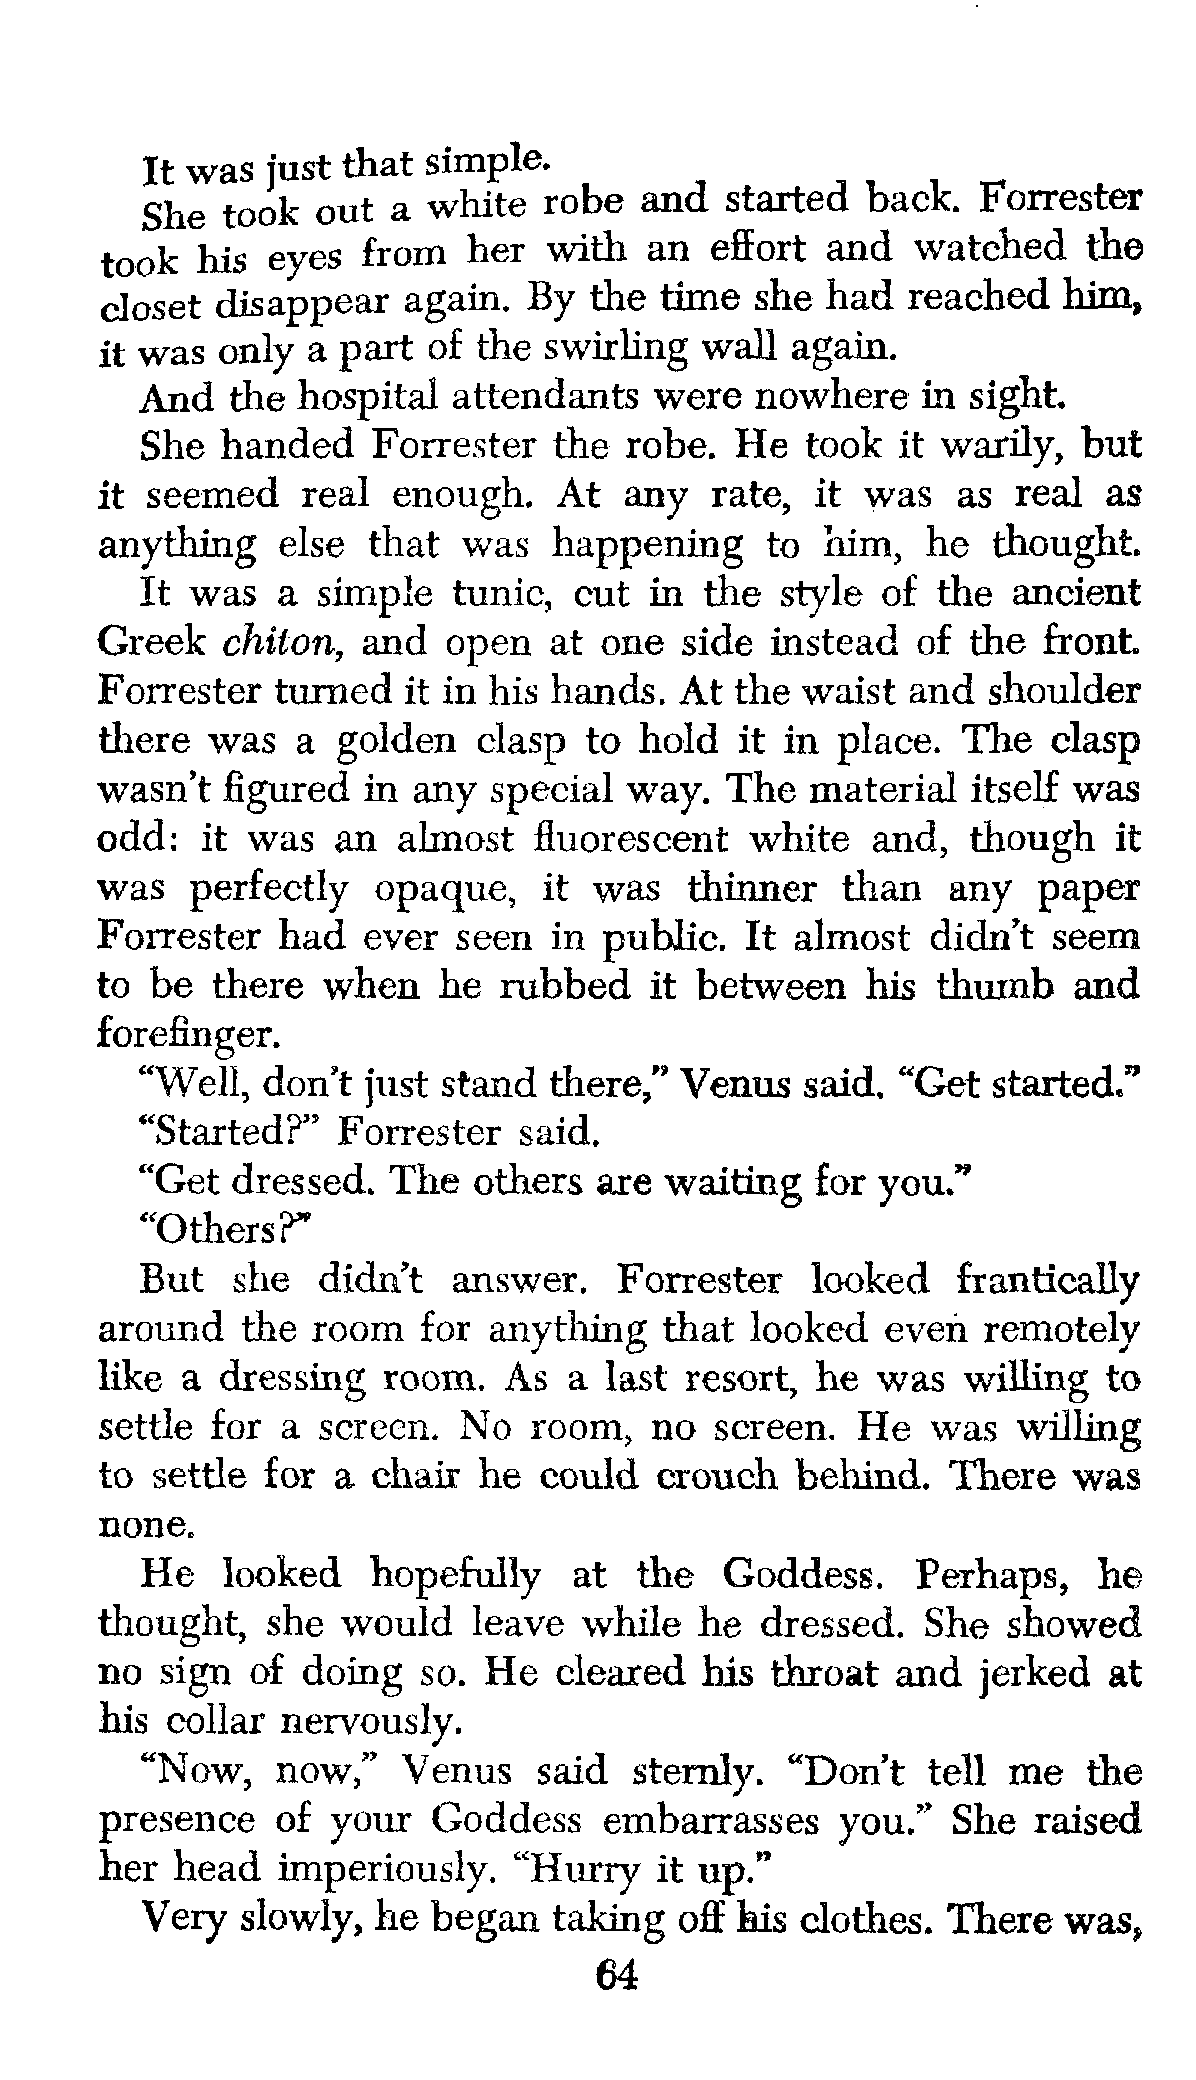 It was just that simple.
She took out a white robe and started back. Forrester
took his eyes from her with an effort and watched the
closet disappear again. By the time she had reached him,
it was only a part of the swirling wall again.
And the hospital attendants were nowhere in sight.
She handed Forrester the robe. He took it warily, but
it seemed real enough. At any rate, it was as real as
anything else that was happening to him, he thought.
It was a simple tunic, cut in the style of the ancient
Greek chiton, and open at one side instead of the front.
Forrester turned it in his hands. At the waist and shoulder
there was a golden clasp to hold it in place. The clasp
wasn't figured in any special way. The material itself was
odd: it was an almost fluorescent white and, though it
was perfectly opaque, it was thinner than any paper
Forrester had ever seen in public. It almost didn't seem
to be there when he rubbed it between his thumb and
forefinger.
“Well, don't just stand there,” Venus said. “Get started.”
“Started?” Forrester said.
“Get dressed. The others are waiting for you.”
“Others?”
But she didn't answer. Forrester looked frantically
around the room for anything that looked even remotely
like a dressing room. As a last resort, he was willing to
settle for a screen. No room, no screen. He was willing
to settle for a chair he could crouch behind. There was
none.
He looked hopefully at the Goddess. Perhaps, he
thought, she would leave while he dressed. She showed
no sign of doing so. He cleared his throat and jerked at
his collar nervously.
“Now, now,” Venus said sternly. “Don't tell me the
presence of your Goddess embarrasses you.” She raised
her head imperiously. “Hurry it up.”
Very slowly, he began taking off his clothes. There was,
64